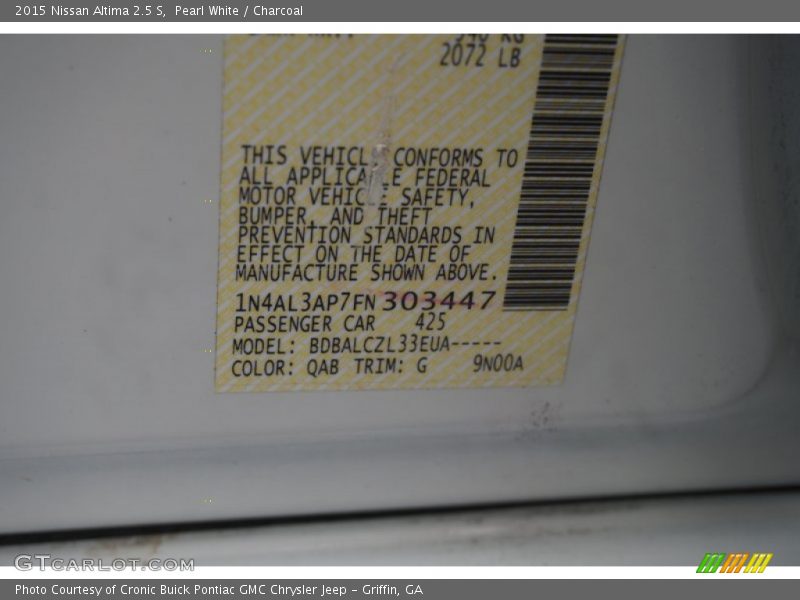 2015 Nissan Altima 2.5 S, Pearl White / Charcoal
2072 LB
THIS VEHICLE CONFORMS TO
ALL APPLICABLE FEDERAL
MOTOR VEHICLE SAFETY,
BUMPER, AND THEFT
PREVENTION STANDARDS IN
EFFECT ON THE DATE OF
MANUFACTURE SHOWN ABOVE.
1N4AL3AP7FN303447
PASSENGER CAR 425
MODEL: BDBALCZL33EUA-----
COLOR: QAB TRIM: G 9N00A
GTCARLOT.COM
Photo Courtesy of Cronic Buick Pontiac GMC Chrysler Jeep – Griffin, GA